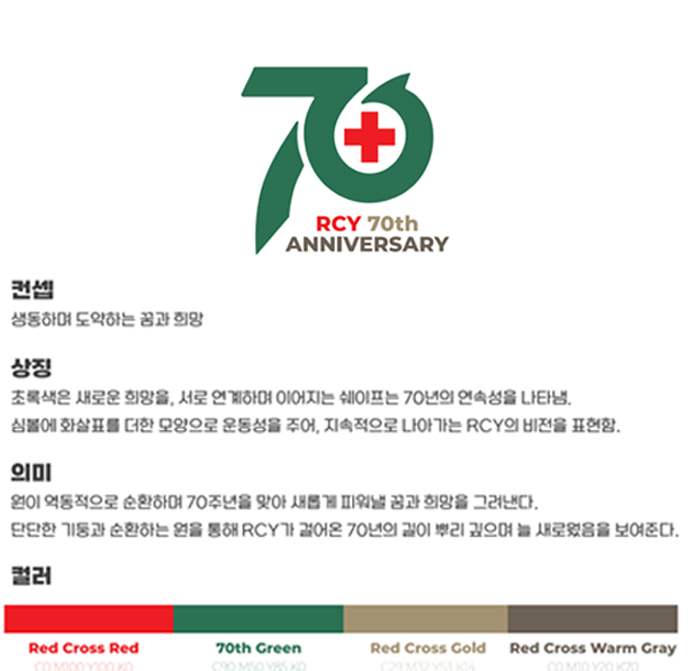 70
RCY 70th
ANNIVERSARY
컨셉
생동하며 도약하는 꿈과 희망
상징
초록색은 새로운 희망을, 서로 연계하며 이어지는 쉐이프는 70년의 연속성을 나타냄.
심볼에 화살표를 더한 모양으로 운동성을 주어, 지속적으로 나아가는 RCY의 비전을 표현함.
의미
원이 역동적으로 순환하며 70주년을 맞아 새롭게 피워낼 꿈과 희망을 그려낸다.
단단한 기둥과 순환하는 원을 통해 RCY가 걸어온 70년의 길이 뿌리 깊으며 늘 새로웠음을 보여준다.
컬러
Red Cross Red 70th Green Red Cross Gold Red Cross Warm Gray
C0 M100 Y100 K0 C90 M50 Y85 K0 C29 M32 Y53 K14 C0 M10 Y20 K70